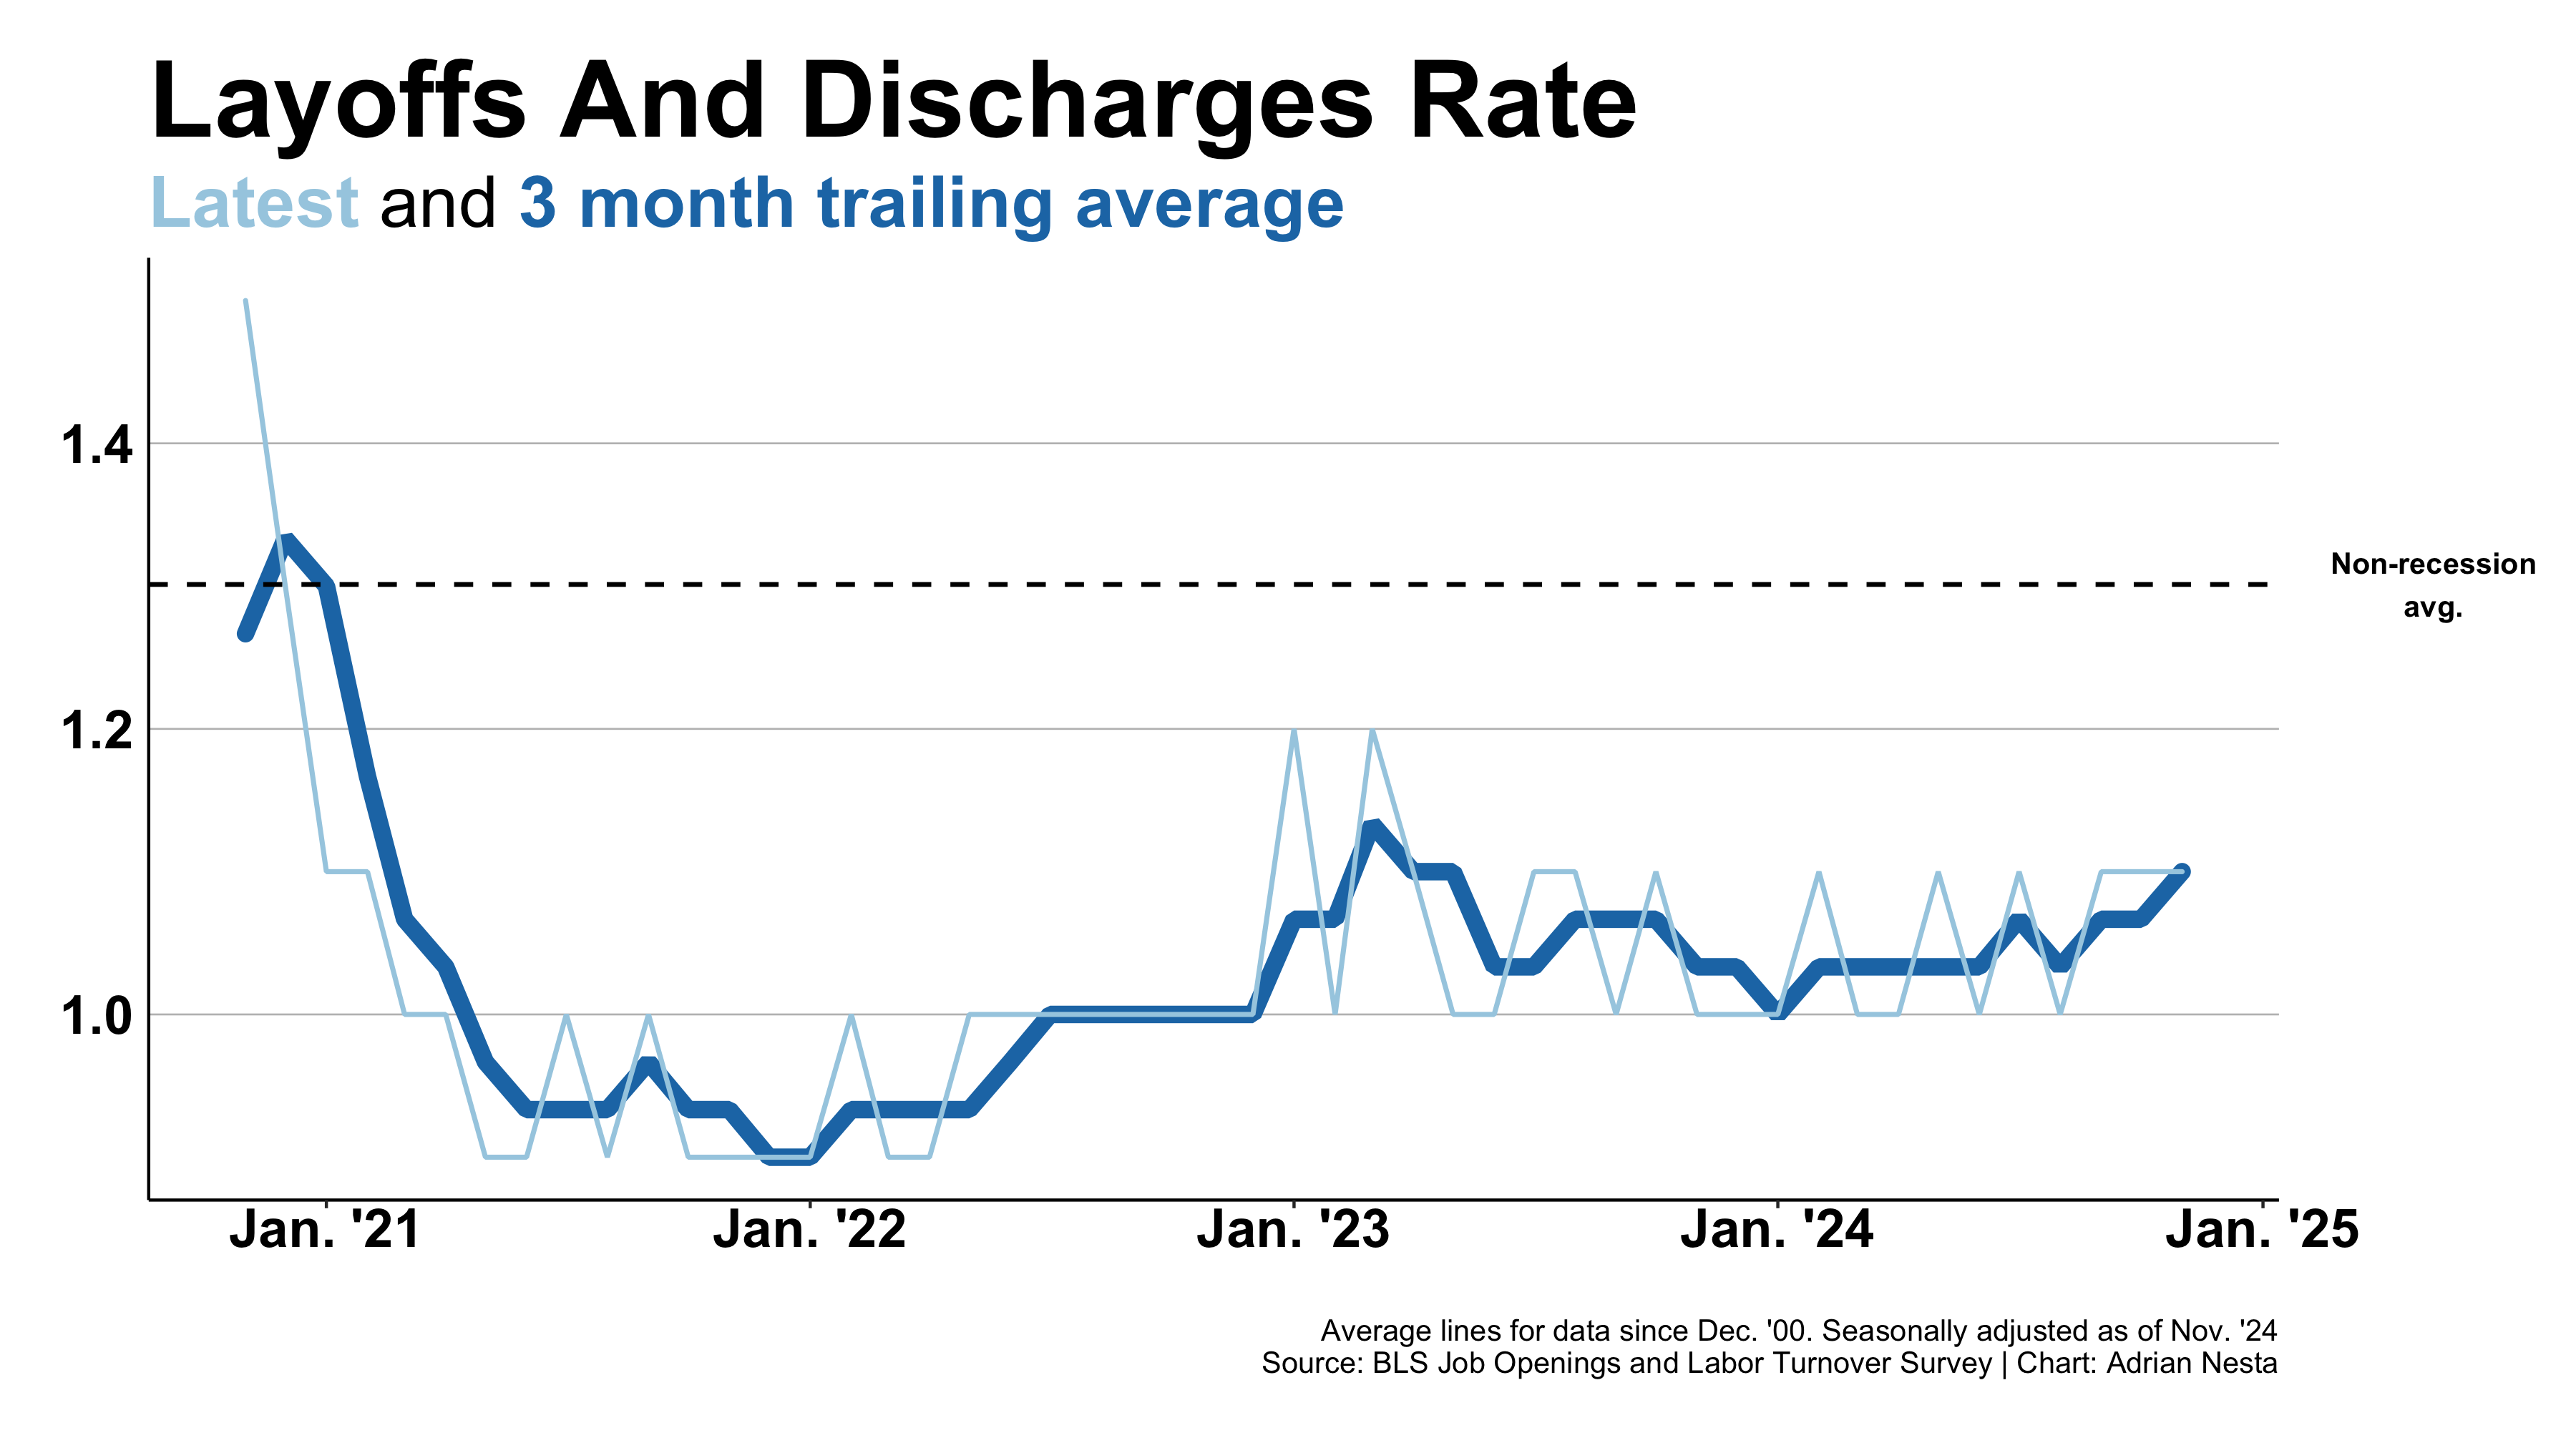 Layoffs And Discharges Rate
Latest and 3 month trailing average
1.4
1.2
1.0
Non-recession
avg.
Jan. '21
Jan. '22
Jan. '23
Jan. '24
Jan. '25
Average lines for data since Dec. '00. Seasonally adjusted as of Nov. '24
Source: BLS Job Openings and Labor Turnover Survey | Chart: Adrian Nesta